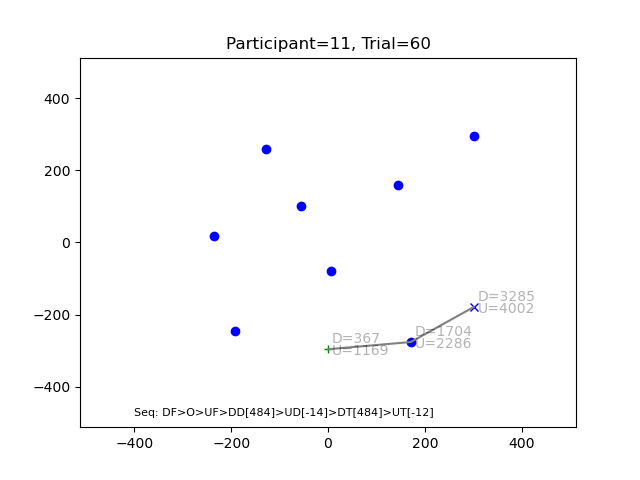 Participant=11, Trial=60
400
200
0
−200
−400
D=3285
U=4002
D=1704
U=2286
D=367
U=1169
Seq: DF>O>UF>DD[484]>UD[-14]>DT[484]>UT[-12]
−400 −200 0 200 400